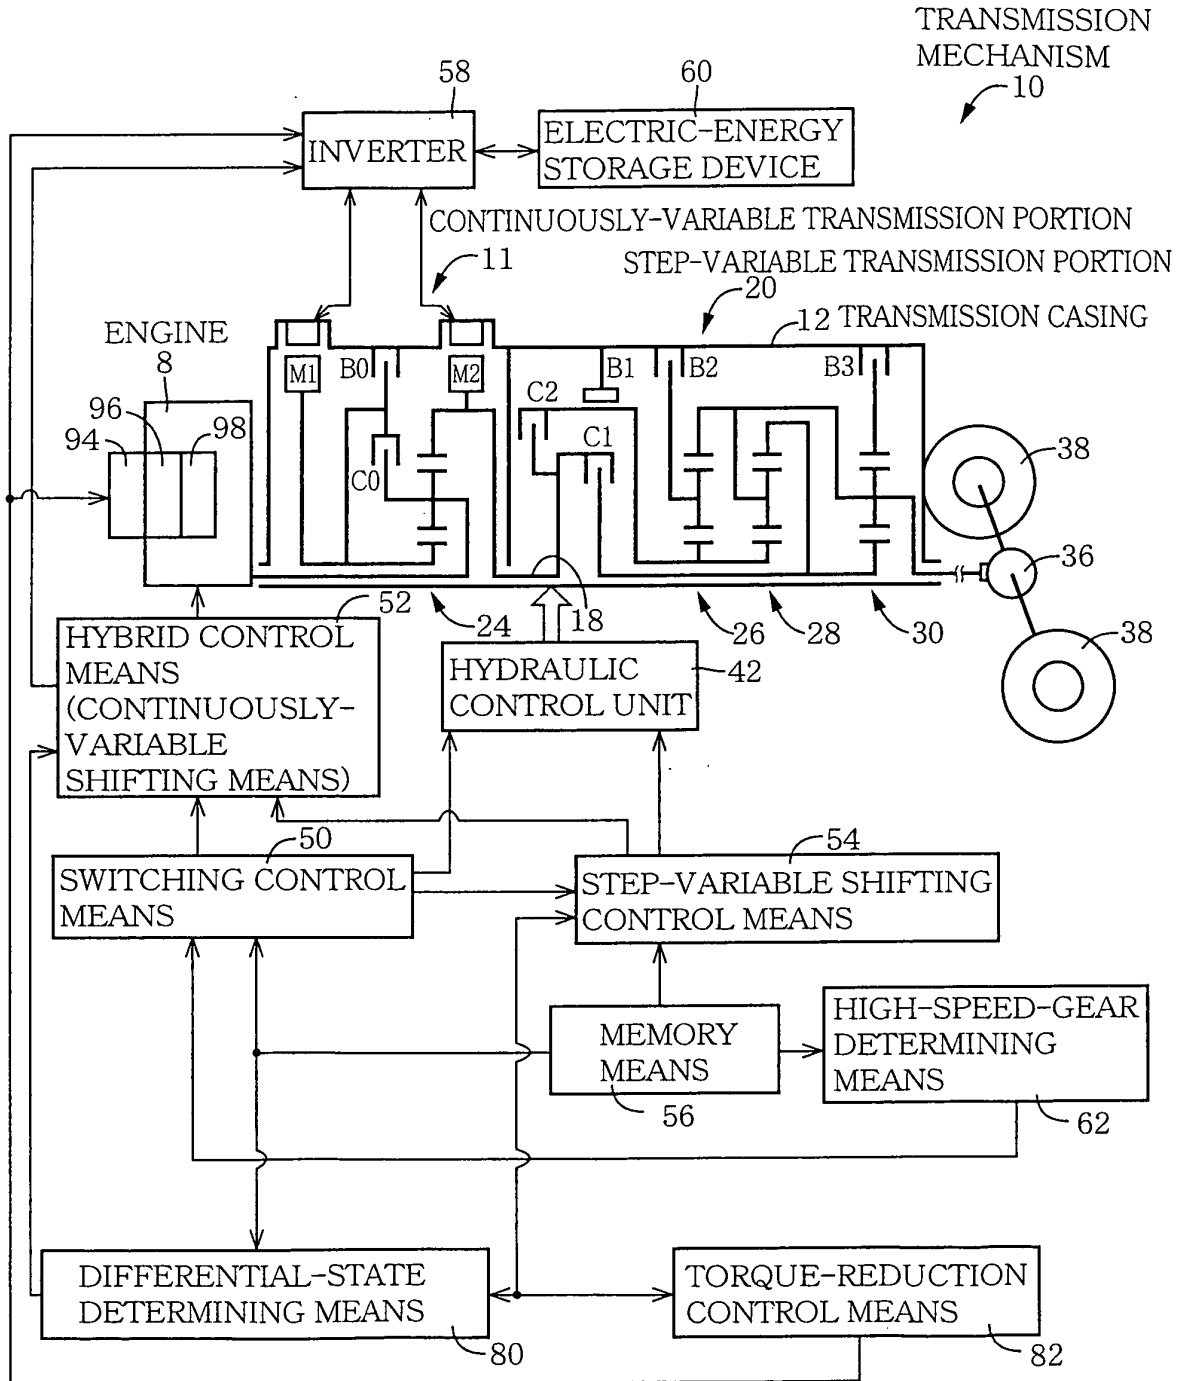 TRANSMISSION
MECHANISM
10
58
60
INVERTER
ELECTRIC-ENERGY
STORAGE DEVICE
CONTINUOUSLY-VARIABLE TRANSMISSION PORTION
11
STEP-VARIABLE TRANSMISSION PORTION
20
12 TRANSMISSION CASING
ENGINE
8
M1
B0
M2
B1
B2
B3
C2
C1
C0
94
96
98
38
36
38
52
24
18
26
28
30
HYBRID CONTROL
MEANS
(CONTINUOUSLY-
VARIABLE
SHIFTING MEANS)
HYDRAULIC
CONTROL UNIT
42
50
SWITCHING CONTROL
MEANS
54
STEP-VARIABLE SHIFTING
CONTROL MEANS
MEMORY
MEANS
56
HIGH-SPEED-GEAR
DETERMINING
MEANS
62
DIFFERENTIAL-STATE
DETERMINING MEANS
80
TORQUE-REDUCTION
CONTROL MEANS
82